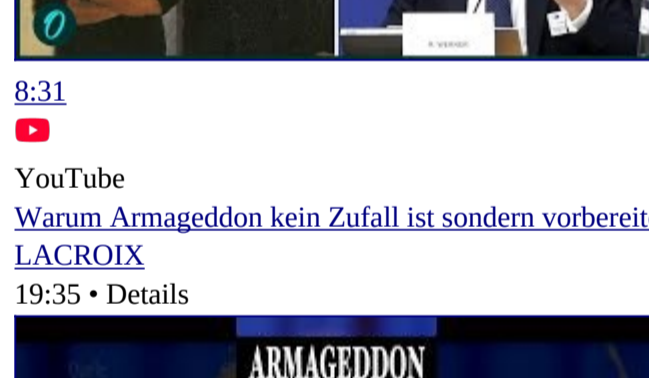 8:31
YouTube
Warum Armageddon kein Zufall ist sondern vorbereit
LACROIX
19:35 • Details
ARMAGEDDON